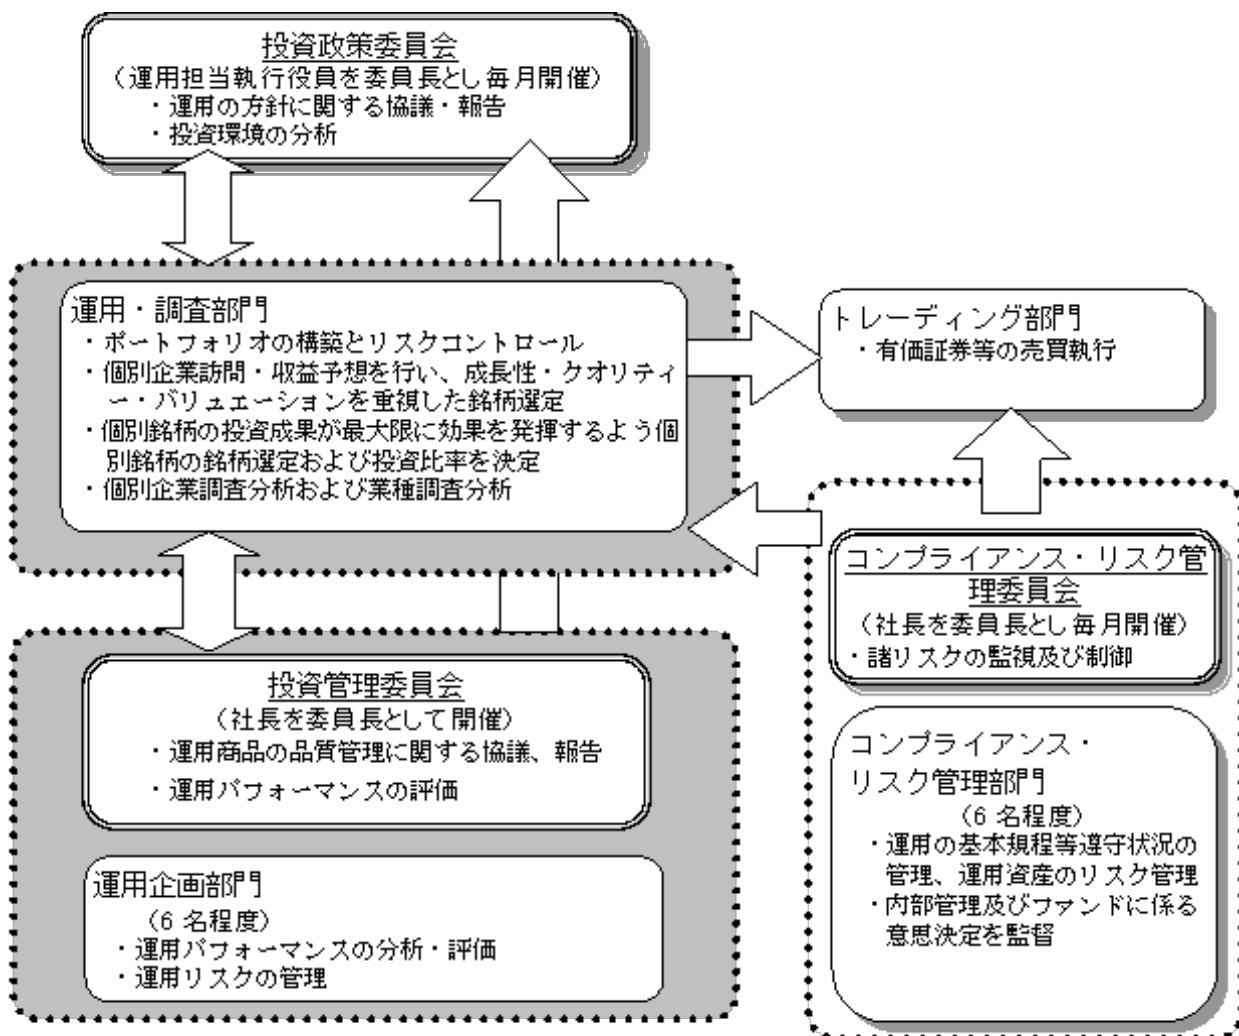 投資政策委員会
（運用担当執行役員を委員長とし毎月開催）
・運用の方針に関する協議・報告
・投資環境の分析
運用・調査部門
・ポートフォリオの構築とリスクコントロール
・個別企業訪問・収益予想を行い、成長性・クオリティ
ー・バリュエーションを重視した銘柄選定
・個別銘柄の投資成果が最大限に効果を発揮するよう個
別銘柄の銘柄選定および投資比率を決定
・個別企業調査分析および業種調査分析
トレーディング部門
・有価証券等の売買執行
コンプライアンス・リスク管
理委員会
（社長を委員長とし毎月開催）
・諸リスクの監視及び制御
投資管理委員会
（社長を委員長として開催）
・運用商品の品質管理に関する協議、報告
・運用パフォーマンスの評価
コンプライアンス・
リスク管理部門
（6 名程度）
・運用の基本規程等遵守状況の
管理、運用資産のリスク管理
・内部管理及びファンドに係る
意思決定を監督
運用企画部門
（6 名程度）
・運用パフォーマンスの分析・評価
・運用リスクの管理